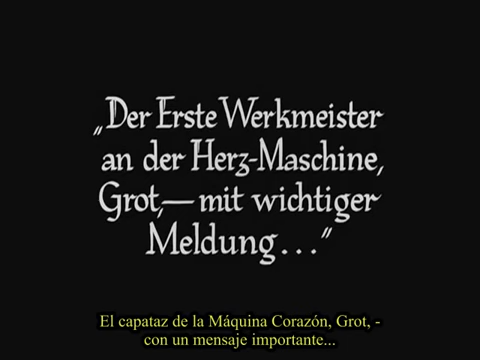 „Der Erste Werkmeister
an der Herz-Maschine,
Grot,— mit wichtiger
Meldung..."
El capataz de la Máquina Corazón, Grot, -
con un mensaje importante...